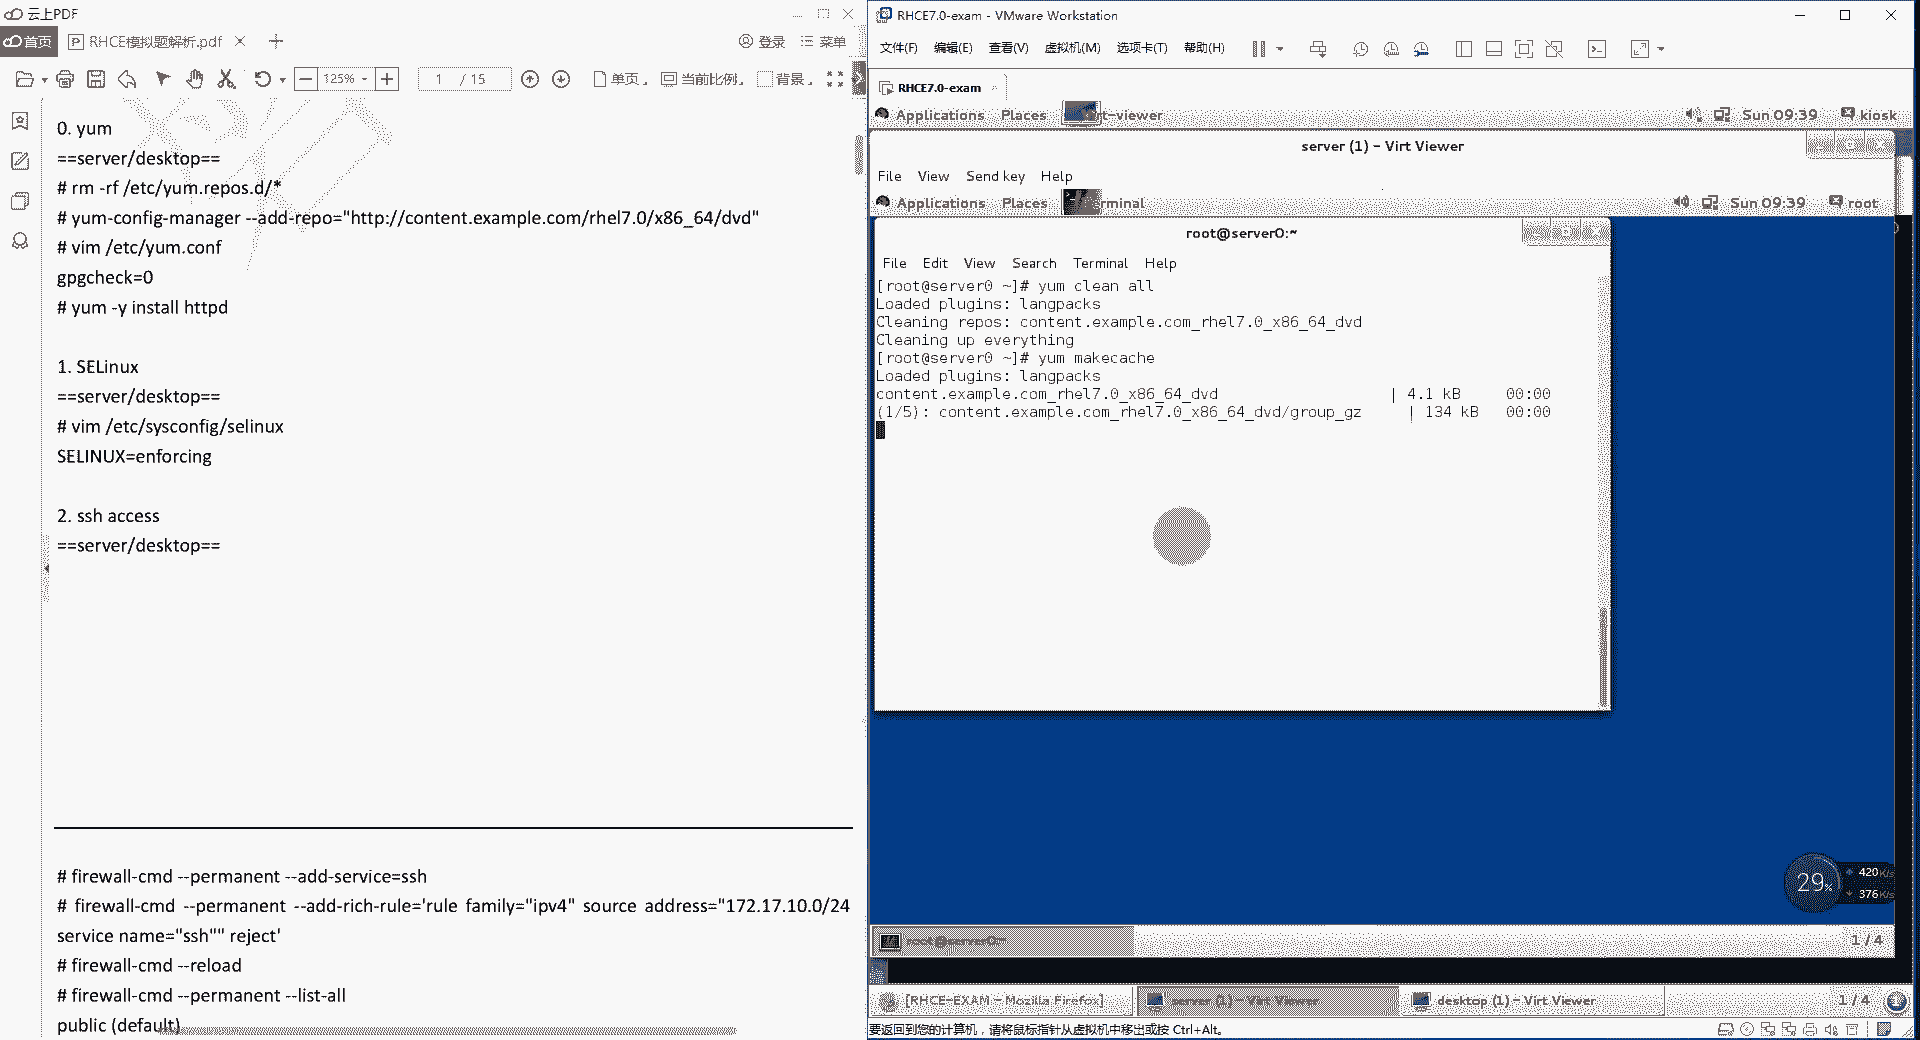 云上PDF
首页
RHCE模拟题解析.pdf
登录
菜单
125%
1 / 15
单页
当前比例
背景
0. yum
==server/desktop==
# rm -rf /etc/yum.repos.d/*
# yum-config-manager --add-repo="http://content.example.com/rhel7.0/x86_64/dvd"
# vim /etc/yum.conf
gpgcheck=0
# yum -y install httpd
1. SELinux
==server/desktop==
# vim /etc/sysconfig/selinux
SELINUX=enforcing
2. ssh access
==server/desktop==
# firewall-cmd --permanent --add-service=ssh
# firewall-cmd --permanent --add-rich-rule='rule family="ipv4" source address="172.17.10.0/24
service name="ssh"" reject'
# firewall-cmd --reload
# firewall-cmd --permanent --list-all
public (default)
RHCE7.0-exam - VMware Workstation
文件(F) 编辑(E) 查看(V) 虚拟机(M) 选项卡(T) 帮助(H)
RHCE7.0-exam
Applications Places rt-viewer Sun 09:39 kiosk
server (1) - Virt Viewer
File View Send key Help
Applications Places rminal Sun 09:39 root
root@server0:~
File Edit View Search Terminal Help
[root@server0 ~]# yum clean all
Loaded plugins: langpacks
Cleaning repos: content.example.com_rhel7.0_x86_64_dvd
Cleaning up everything
[root@server0 ~]# yum makecache
Loaded plugins: langpacks
content.example.com_rhel7.0_x86_64_dvd | 4.1 kB 00:00
(1/5): content.example.com_rhel7.0_x86_64_dvd/group_gz | 134 kB 00:00
29%
420K/s
376K/s
root@server0:~
1 / 4
[RHCE-EXAM - Mozilla Firefox]
server (1) - Virt Viewer
desktop (1) - Virt Viewer
1 / 4
要返回到您的计算机，请将鼠标指针从虚拟机中移出或按 Ctrl+Alt。